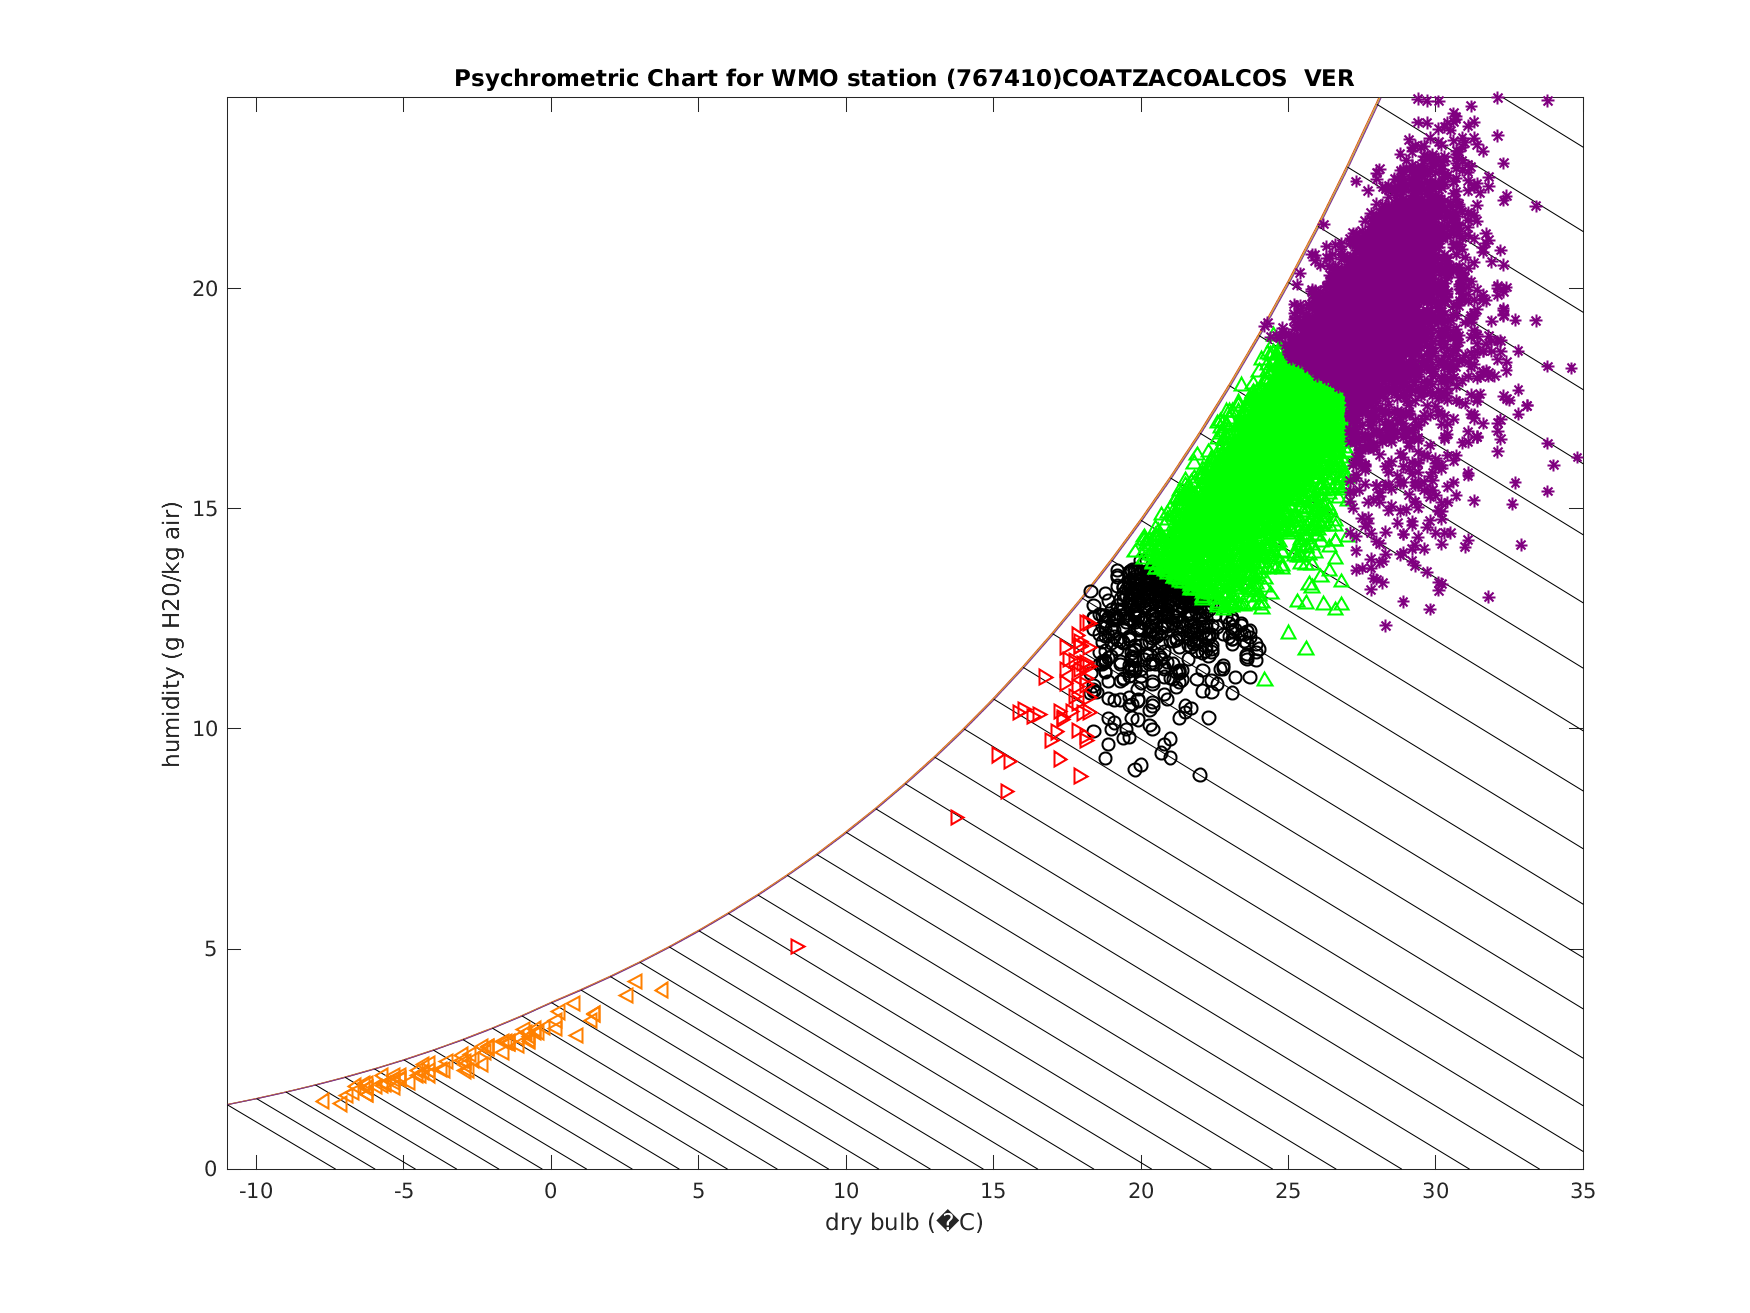 Psychrometric Chart for WMO station (767410)COATZACOALCOS  VER
humidity (g H20/kg air)
20
15
10
5
0
-10 -5 0 5 10 15 20 25 30 35
dry bulb (�C)